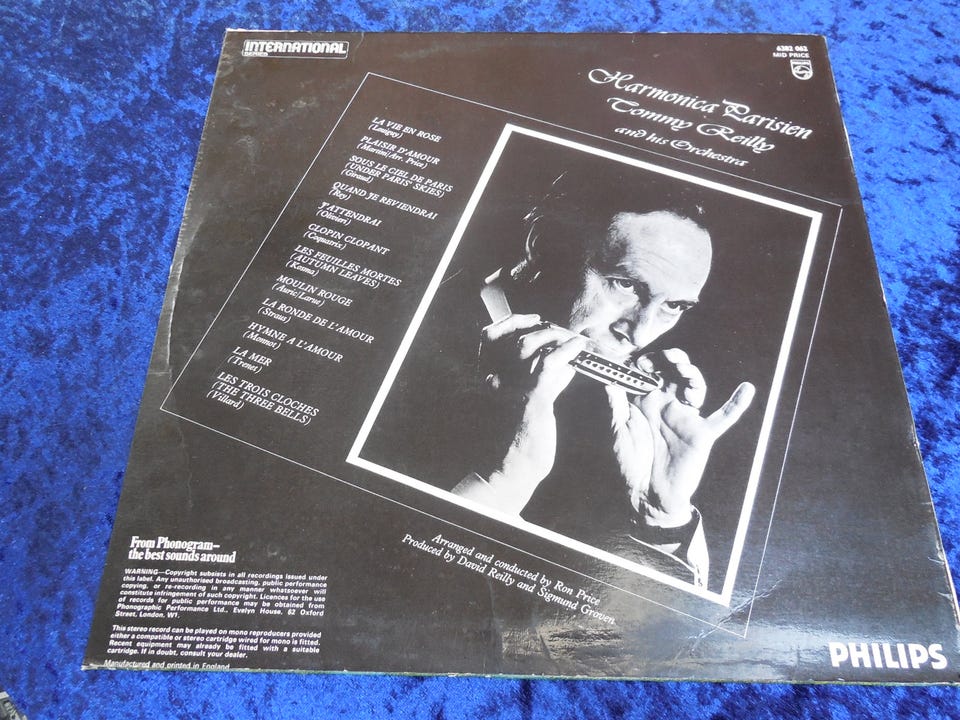 INTERNATIONAL
SERIES
6382 062
MID PRICE
PHILIPS
Harmonica Parisien
Tommy Reilly
and his Orchestra
LA VIE EN ROSE
(Louiguy)
PLAISIR D'AMOUR
(Martini/Arr. Price)
SOUS LE CIEL DE PARIS
(UNDER PARIS SKIES)
(Giraud)
QUAND JE REVIENDRAI
(Rey)
J'ATTENDRAI
(Olivieri)
CLOPIN CLOPANT
(Coquatrix)
LES FEUILLES MORTES
(AUTUMN LEAVES)
(Kosma)
MOULIN ROUGE
(Auric/Larue)
LA RONDE DE L'AMOUR
(Straus)
HYMNE A L'AMOUR
(Monnot)
LA MER
(Trenet)
LES TROIS CLOCHES
(THE THREE BELLS)
(Villard)
Arranged and conducted by Ron Price
Produced by David Reilly and Sigmund Groven
From Phonogram—
the best sounds around
WARNING—Copyright subsists in all recordings issued under
this label. Any unauthorised broadcasting, public performance
copying, or re-recording in any manner whatsoever will
constitute infringement of such copyright. Licences for the use
of records for public performance may be obtained from
Phonographic Performance Ltd., Evelyn House, 62 Oxford
Street, London, W1.
This stereo record can be played on mono reproducers provided
either a compatible or stereo cartridge wired for mono is fitted.
Recent equipment may already be fitted with a suitable
cartridge. If in doubt, consult your dealer.
Manufactured and printed in England
PHILIPS